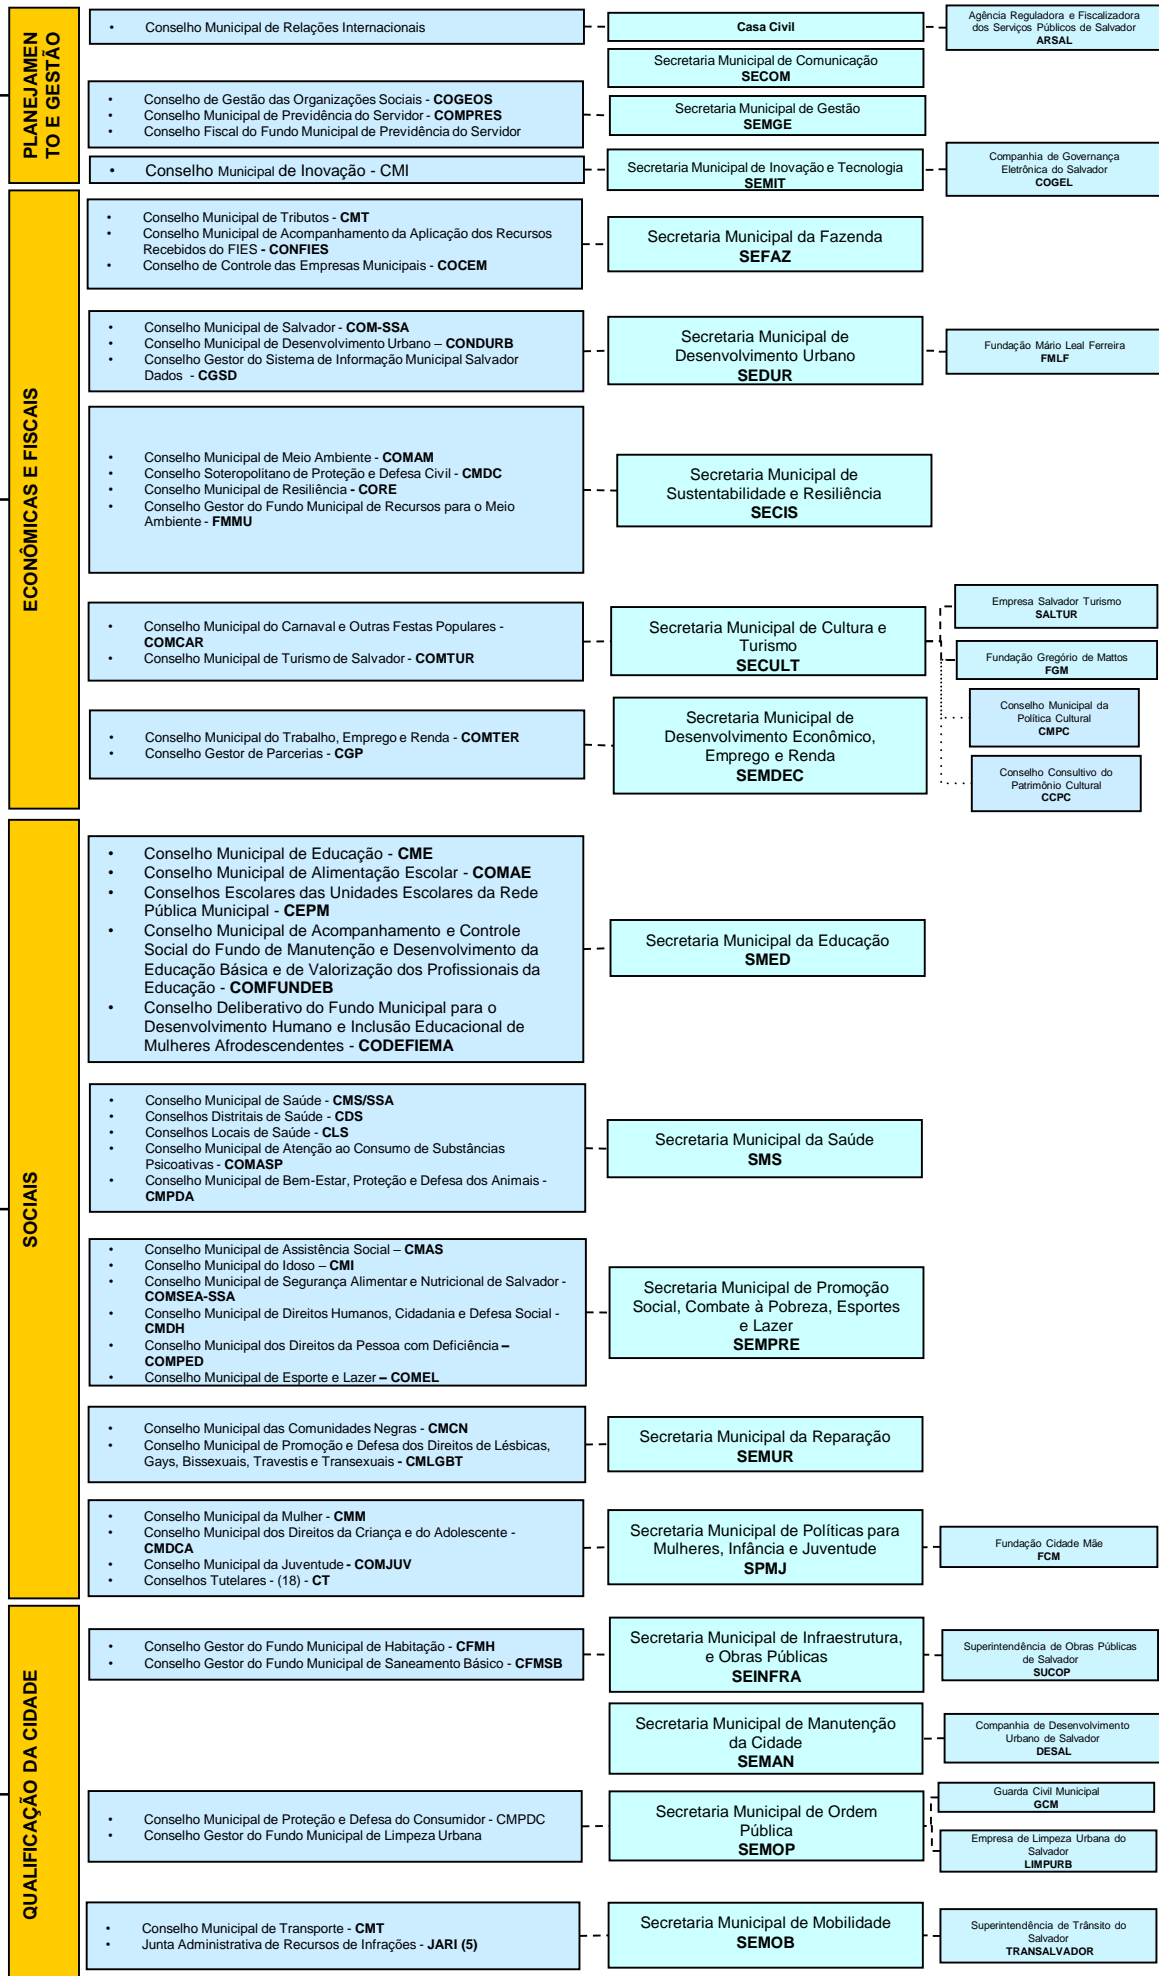 PLANEJAMEN
TO E GESTÃO
• Conselho Municipal de Relações Internacionais
Casa Civil
Agência Reguladora e Fiscalizadora
dos Serviços Públicos de Salvador
ARSAL
Secretaria Municipal de Comunicação
SECOM
• Conselho de Gestão das Organizações Sociais - COGEOS
• Conselho Municipal de Previdência do Servidor - COMPRES
• Conselho Fiscal do Fundo Municipal de Previdência do Servidor
Secretaria Municipal de Gestão
SEMGE
• Conselho Municipal de Inovação - CMI
Secretaria Municipal de Inovação e Tecnologia
SEMIT
Companhia de Governança
Eletrônica do Salvador
COGEL
ECONÔMICAS E FISCAIS
• Conselho Municipal de Tributos - CMT
• Conselho Municipal de Acompanhamento da Aplicação dos Recursos
Recebidos do FIES - CONFIES
• Conselho de Controle das Empresas Municipais - COCEM
Secretaria Municipal da Fazenda
SEFAZ
• Conselho Municipal de Salvador - COM-SSA
• Conselho Municipal de Desenvolvimento Urbano – CONDURB
• Conselho Gestor do Sistema de Informação Municipal Salvador
Dados - CGSD
Secretaria Municipal de
Desenvolvimento Urbano
SEDUR
Fundação Mário Leal Ferreira
FMLF
• Conselho Municipal de Meio Ambiente - COMAM
• Conselho Soteropolitano de Proteção e Defesa Civil - CMDC
• Conselho Municipal de Resiliência - CORE
• Conselho Gestor do Fundo Municipal de Recursos para o Meio
Ambiente - FMMU
Secretaria Municipal de
Sustentabilidade e Resiliência
SECIS
• Conselho Municipal do Carnaval e Outras Festas Populares -
COMCAR
• Conselho Municipal de Turismo de Salvador - COMTUR
Secretaria Municipal de Cultura e
Turismo
SECULT
Empresa Salvador Turismo
SALTUR
Fundação Gregório de Mattos
FGM
Conselho Municipal da
Política Cultural
CMPC
Conselho Consultivo do
Patrimônio Cultural
CCPC
• Conselho Municipal do Trabalho, Emprego e Renda - COMTER
• Conselho Gestor de Parcerias - CGP
Secretaria Municipal de
Desenvolvimento Econômico,
Emprego e Renda
SEMDEC
SOCIAIS
• Conselho Municipal de Educação - CME
• Conselho Municipal de Alimentação Escolar - COMAE
• Conselhos Escolares das Unidades Escolares da Rede
Pública Municipal - CEPM
• Conselho Municipal de Acompanhamento e Controle
Social do Fundo de Manutenção e Desenvolvimento da
Educação Básica e de Valorização dos Profissionais da
Educação - COMFUNDEB
• Conselho Deliberativo do Fundo Municipal para o
Desenvolvimento Humano e Inclusão Educacional de
Mulheres Afrodescendentes - CODEFIEMA
Secretaria Municipal da Educação
SMED
• Conselho Municipal de Saúde - CMS/SSA
• Conselhos Distritais de Saúde - CDS
• Conselhos Locais de Saúde - CLS
• Conselho Municipal de Atenção ao Consumo de Substâncias
Psicoativas - COMASP
• Conselho Municipal de Bem-Estar, Proteção e Defesa dos Animais -
CMPDA
Secretaria Municipal da Saúde
SMS
• Conselho Municipal de Assistência Social – CMAS
• Conselho Municipal do Idoso – CMI
• Conselho Municipal de Segurança Alimentar e Nutricional de Salvador -
COMSEA-SSA
• Conselho Municipal de Direitos Humanos, Cidadania e Defesa Social -
CMDH
• Conselho Municipal dos Direitos da Pessoa com Deficiência –
COMPED
• Conselho Municipal de Esporte e Lazer – COMEL
Secretaria Municipal de Promoção
Social, Combate à Pobreza, Esportes
e Lazer
SEMPRE
• Conselho Municipal das Comunidades Negras - CMCN
• Conselho Municipal de Promoção e Defesa dos Direitos de Lésbicas,
Gays, Bissexuais, Travestis e Transexuais - CMLGBT
Secretaria Municipal da Reparação
SEMUR
• Conselho Municipal da Mulher - CMM
• Conselho Municipal dos Direitos da Criança e do Adolescente -
CMDCA
• Conselho Municipal da Juventude - COMJUV
• Conselhos Tutelares - (18) - CT
Secretaria Municipal de Políticas para
Mulheres, Infância e Juventude
SPMJ
Fundação Cidade Mãe
FCM
QUALIFICAÇÃO DA CIDADE
• Conselho Gestor do Fundo Municipal de Habitação - CFMH
• Conselho Gestor do Fundo Municipal de Saneamento Básico - CFMSB
Secretaria Municipal de Infraestrutura,
e Obras Públicas
SEINFRA
Superintendência de Obras Públicas
de Salvador
SUCOP
Secretaria Municipal de Manutenção
da Cidade
SEMAN
Companhia de Desenvolvimento
Urbano de Salvador
DESAL
• Conselho Municipal de Proteção e Defesa do Consumidor - CMPDC
• Conselho Gestor do Fundo Municipal de Limpeza Urbana
Secretaria Municipal de Ordem
Pública
SEMOP
Guarda Civil Municipal
GCM
Empresa de Limpeza Urbana do
Salvador
LIMPURB
• Conselho Municipal de Transporte - CMT
• Junta Administrativa de Recursos de Infrações - JARI (5)
Secretaria Municipal de Mobilidade
SEMOB
Superintendência de Trânsito do
Salvador
TRANSALVADOR